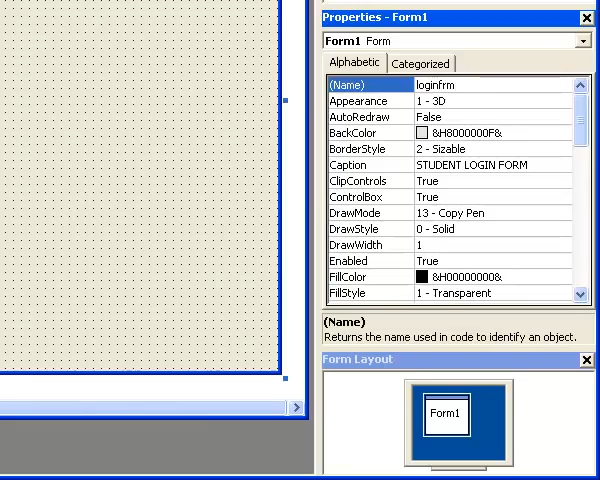 Properties - Form1
Form1 Form
Alphabetic Categorized
(Name) loginfrm
Appearance 1 - 3D
AutoRedraw False
BackColor &H8000000F&
BorderStyle 2 - Sizable
Caption STUDENT LOGIN FORM
ClipControls True
ControlBox True
DrawMode 13 - Copy Pen
DrawStyle 0 - Solid
DrawWidth 1
Enabled True
FillColor &H00000000&
FillStyle 1 - Transparent
(Name)
Returns the name used in code to identify an object.
Form Layout
Form1